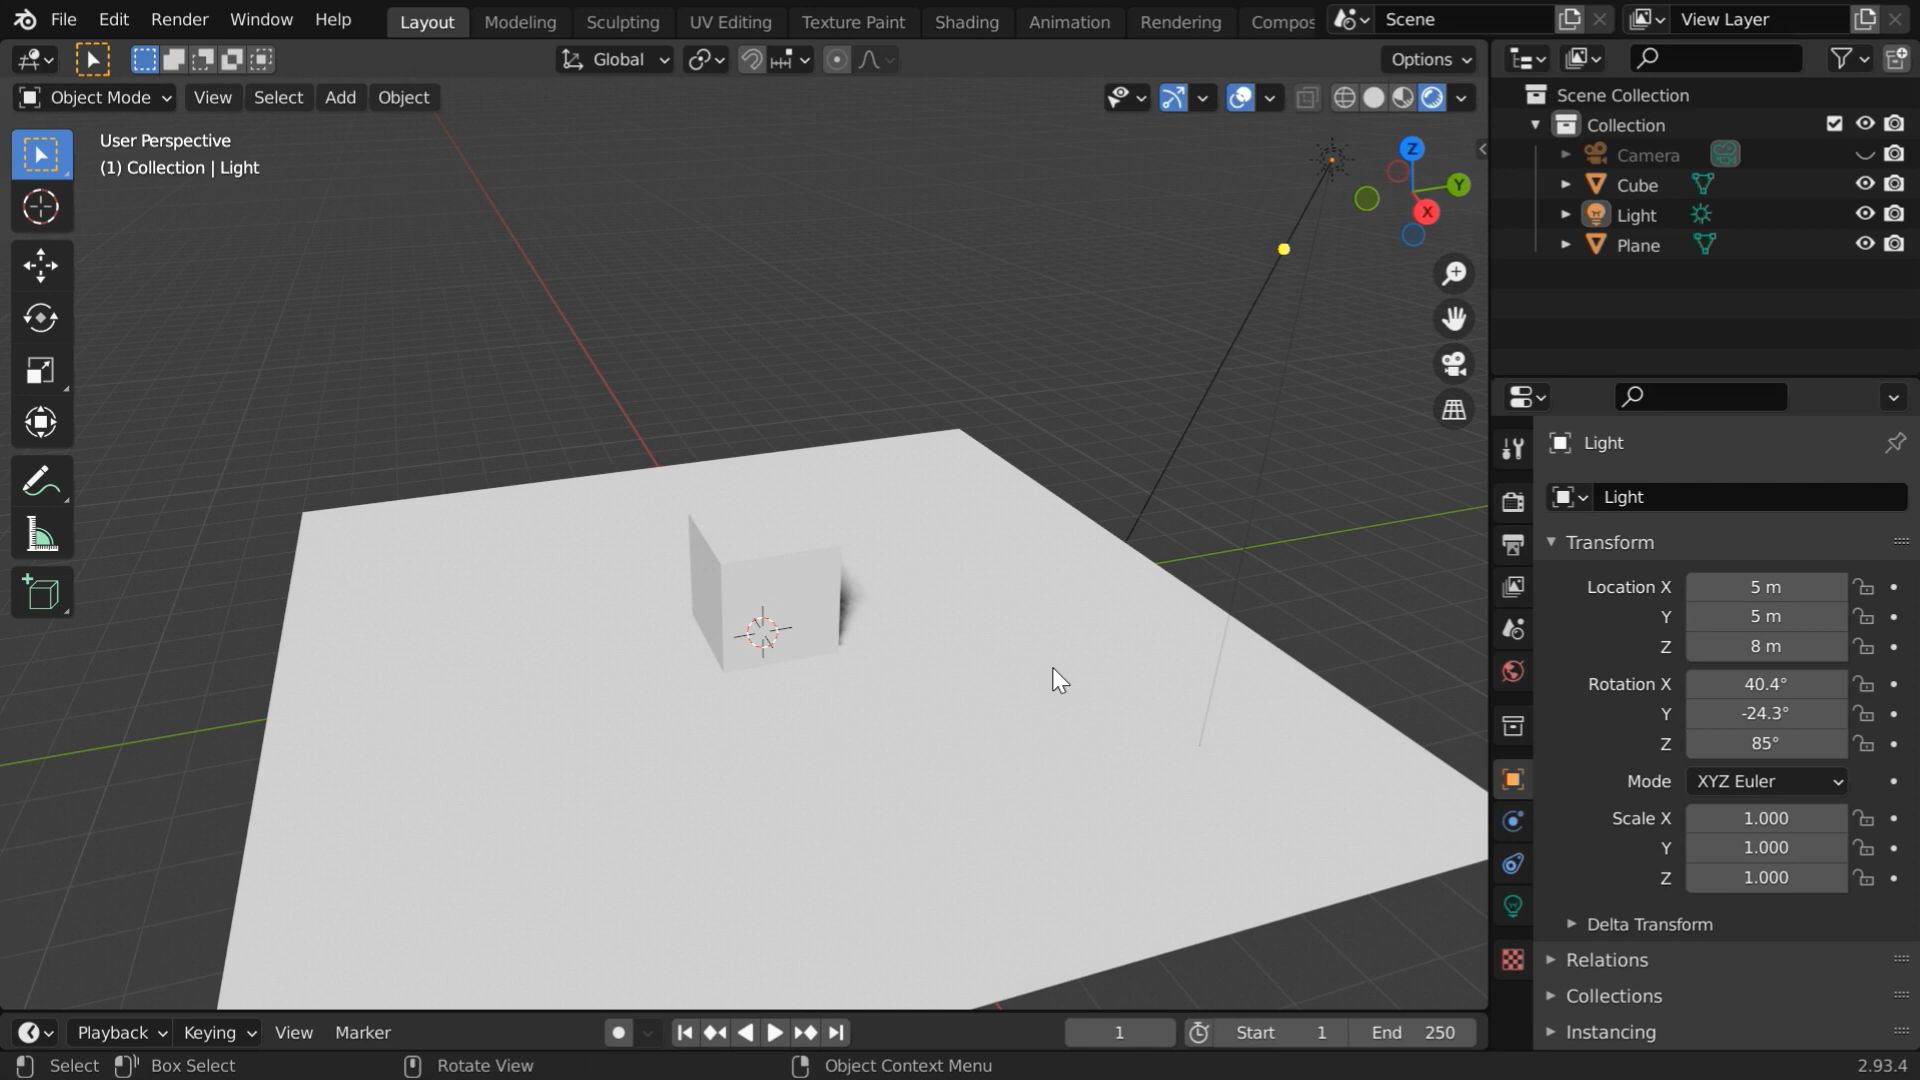 File Edit Render Window Help Layout Modeling Sculpting UV Editing Texture Paint Shading Animation Rendering Compos Scene View Layer
Global Options
Object Mode View Select Add Object
User Perspective
(1) Collection | Light
Z
Y
X
Scene Collection
Collection
Camera
Cube
Light
Plane
Light
Light
Transform
Location X 5 m
Y 5 m
Z 8 m
Rotation X 40.4°
Y -24.3°
Z 85°
Mode XYZ Euler
Scale X 1.000
Y 1.000
Z 1.000
Delta Transform
Relations
Collections
Instancing
Playback Keying View Marker 1 Start 1 End 250
Select Box Select Rotate View Object Context Menu 2.93.4